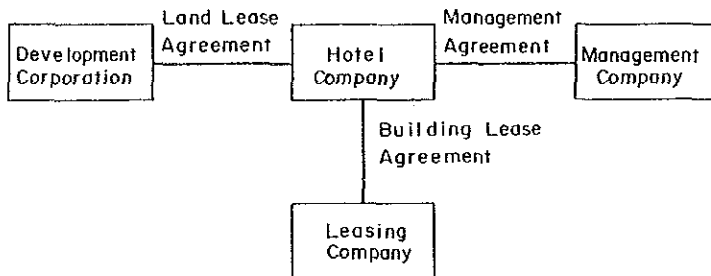 Land Lease
Agreement
Management
Agreement
Development
Corporation
Hotel
Company
Management
Company
Building Lease
Agreement
Leasing
Company